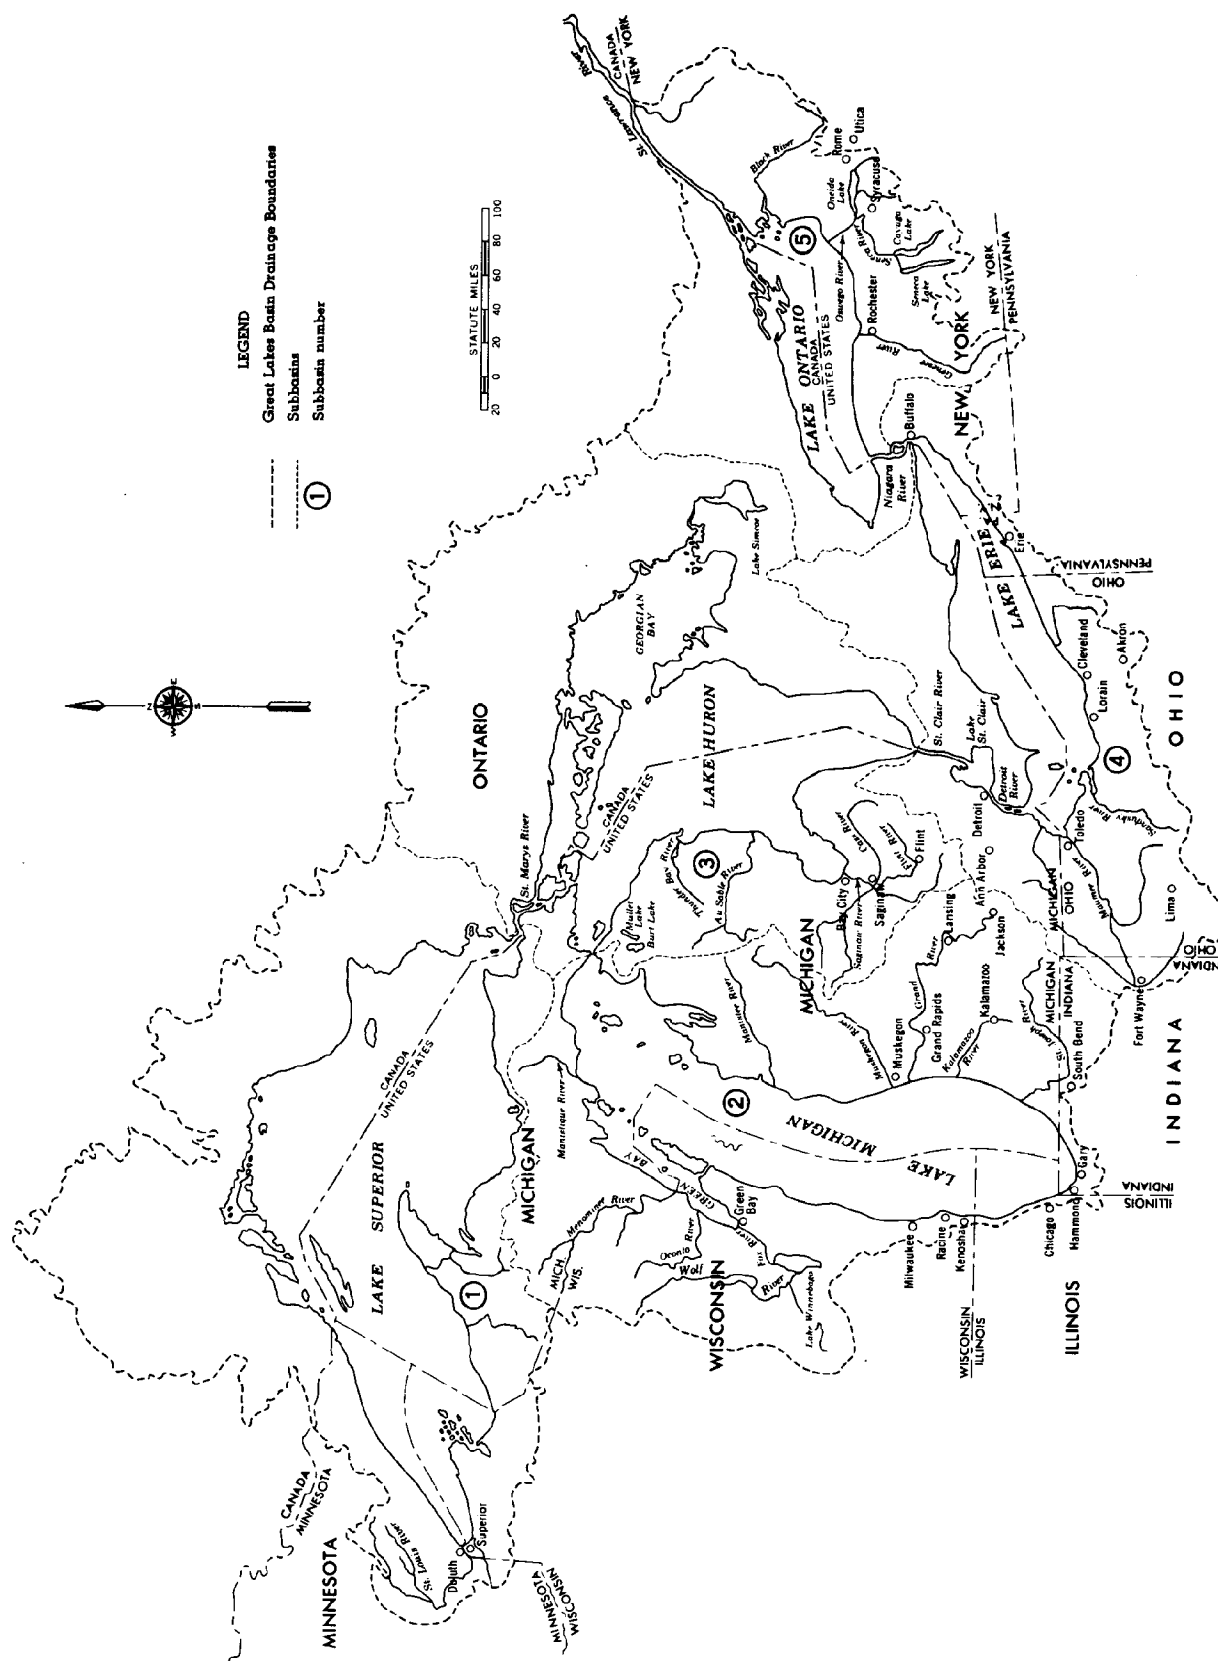 LEGEND
Great Lakes Basin Drainage Boundaries
Subbasins
① Subbasin number
STATUTE MILES
20 0 20 40 60 80 100
N
E
S
W
MINNESOTA
CANADA
MINNESOTA
St. Louis River
Duluth
Superior
MINNESOTA
WISCONSIN
LAKE SUPERIOR
CANADA
UNITED STATES
①
MICHIGAN
MICH.
WIS.
Menominee River
Manistique River
ONTARIO
St. Marys River
CANADA
UNITED STATES
GEORGIAN
BAY
Lake Simcoe
LAKE HURON
Mullet
Lake
Burt Lake
Thunder Bay River
Au Sable River
③
WISCONSIN
Oconto River
Wolf River
Fox River
Lake Winnebago
GREEN BAY
Green
Bay
②
LAKE MICHIGAN
Milwaukee
Racine
Kenosha
WISCONSIN
ILLINOIS
Chicago
Hammond
Gary
ILLINOIS
ILLINOIS
INDIANA
INDIANA
MICHIGAN
Manistee River
Muskegon River
Muskegon
Grand River
Grand Rapids
Kalamazoo
River
Kalamazoo
Lansing
Jackson
Ann Arbor
St. Joseph River
South Bend
MICHIGAN
INDIANA
Bay City
Saginaw River
Saginaw
Cass River
Flint River
Flint
St. Clair River
Lake
St. Clair
Detroit
Detroit
River
MICHIGAN
OHIO
Toledo
Maumee River
Fort Wayne
INDIANA
OHIO
Lima
Sandusky River
④
OHIO
Lorain
Cleveland
Akron
OHIO
PENNSYLVANIA
LAKE ERIE
Erie
Niagara
River
Buffalo
NEW YORK
NEW YORK
PENNSYLVANIA
LAKE ONTARIO
CANADA
UNITED STATES
Genesee River
Rochester
Oswego River
Seneca River
Seneca
Lake
Cayuga
Lake
Oneida
Lake
Syracuse
Rome
Utica
⑤
Black River
St. Lawrence River
CANADA
NEW YORK